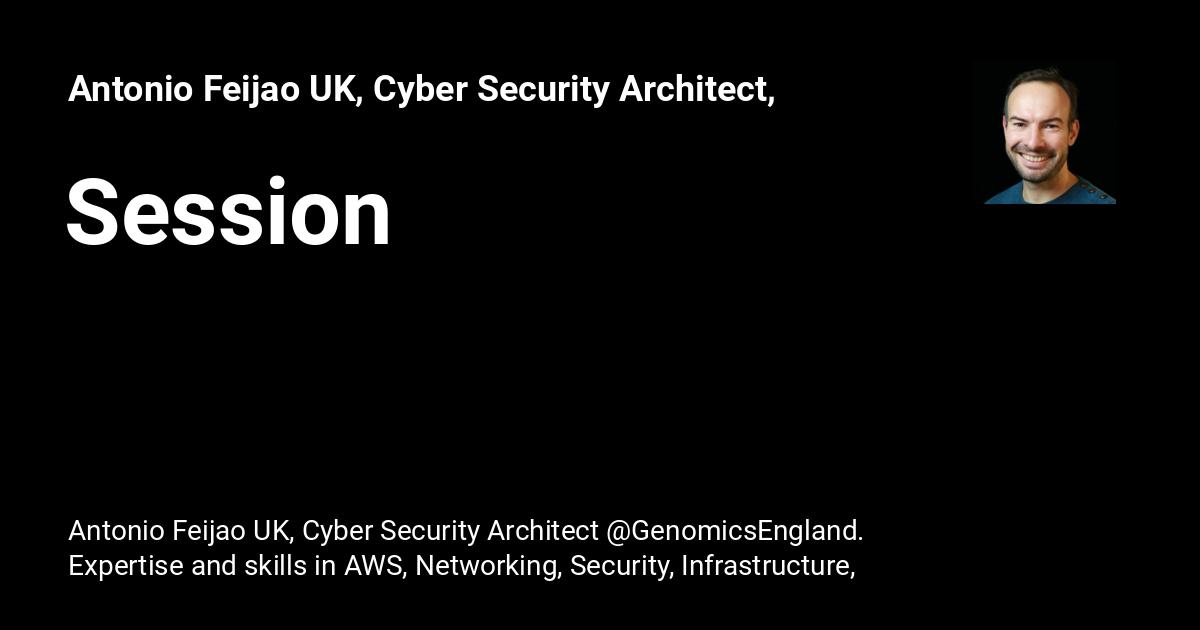 Antonio Feijao UK, Cyber Security Architect,
Session
Antonio Feijao UK, Cyber Security Architect @GenomicsEngland.
Expertise and skills in AWS, Networking, Security, Infrastructure,